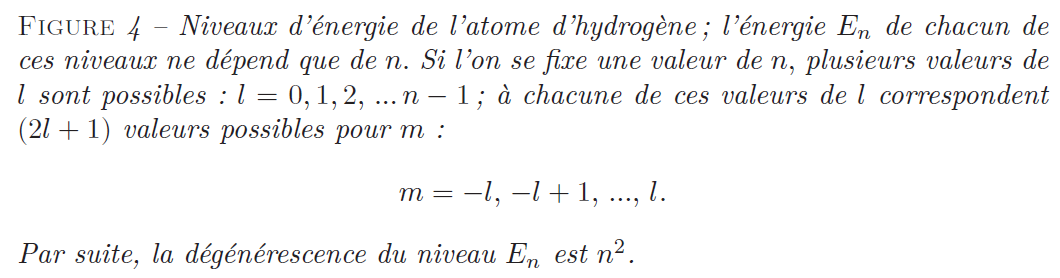 FIGURE 4 – Niveaux d'énergie de l'atome d'hydrogène ; l'énergie Eₙ de chacun de
ces niveaux ne dépend que de n. Si l'on se fixe une valeur de n, plusieurs valeurs de
l sont possibles : l = 0, 1, 2, ... n − 1 ; à chacune de ces valeurs de l correspondent
(2l + 1) valeurs possibles pour m :
m = −l, −l + 1, ..., l.
Par suite, la dégénérescence du niveau Eₙ est n².